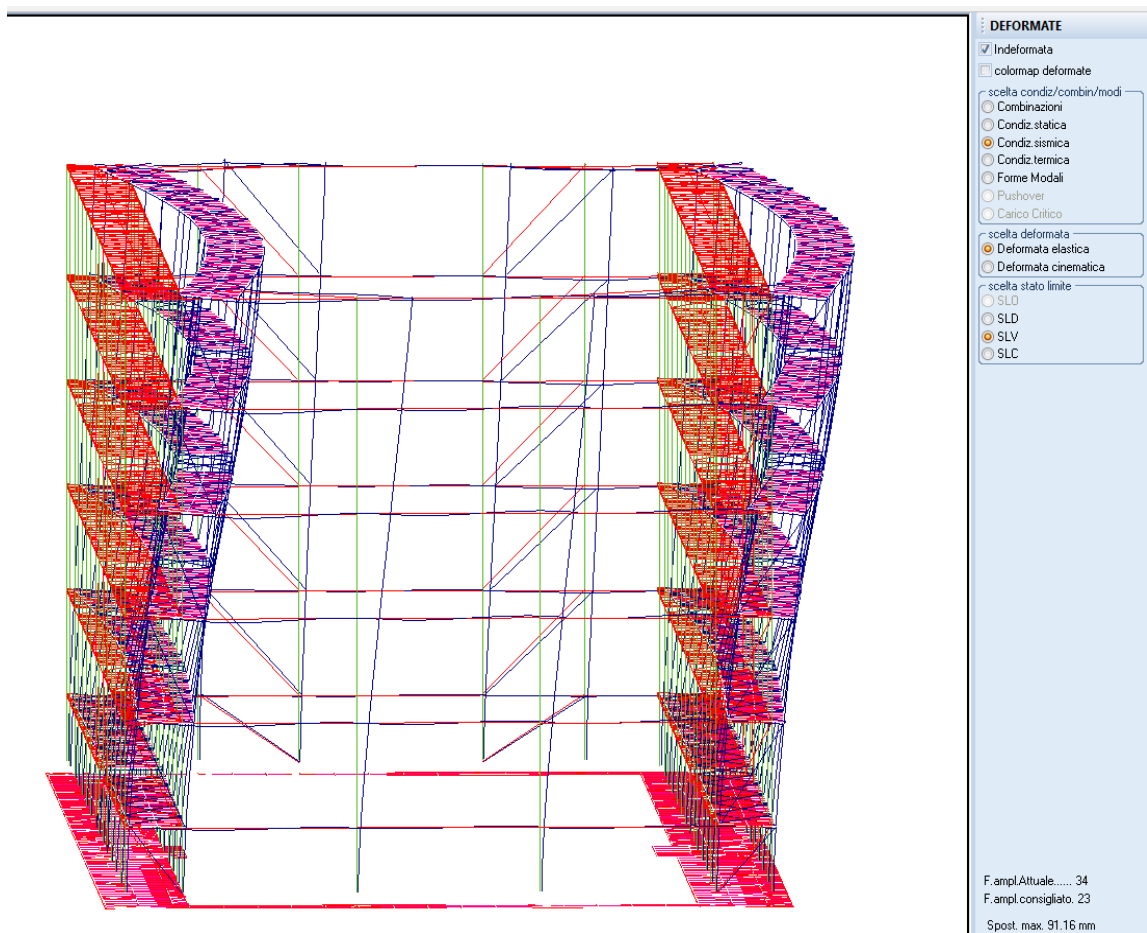 DEFORMATE
Indeformata
colormap deformate
scelta condiz/combin/modi
Combinazioni
Condiz.statica
Condiz.sismica
Condiz.termica
Forme Modali
Pushover
Carico Critico
scelta deformata
Deformata elastica
Deformata cinematica
scelta stato limite
SLO
SLD
SLV
SLC
F.ampl.Attuale...... 34
F.ampl.consigliato. 23
Spost. max. 91.16 mm